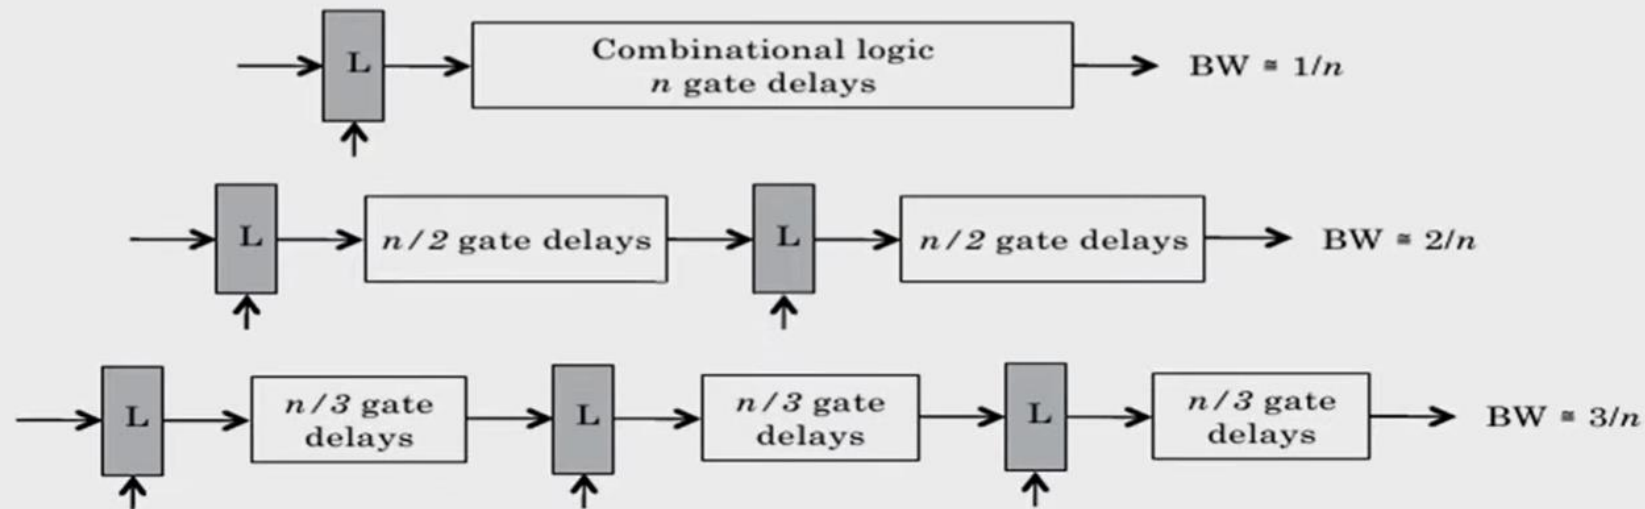 L
Combinational logic
n gate delays
BW ≅ 1/n
L
n/2 gate delays
L
n/2 gate delays
BW ≅ 2/n
L
n/3 gate
delays
L
n/3 gate
delays
L
n/3 gate
delays
BW ≅ 3/n